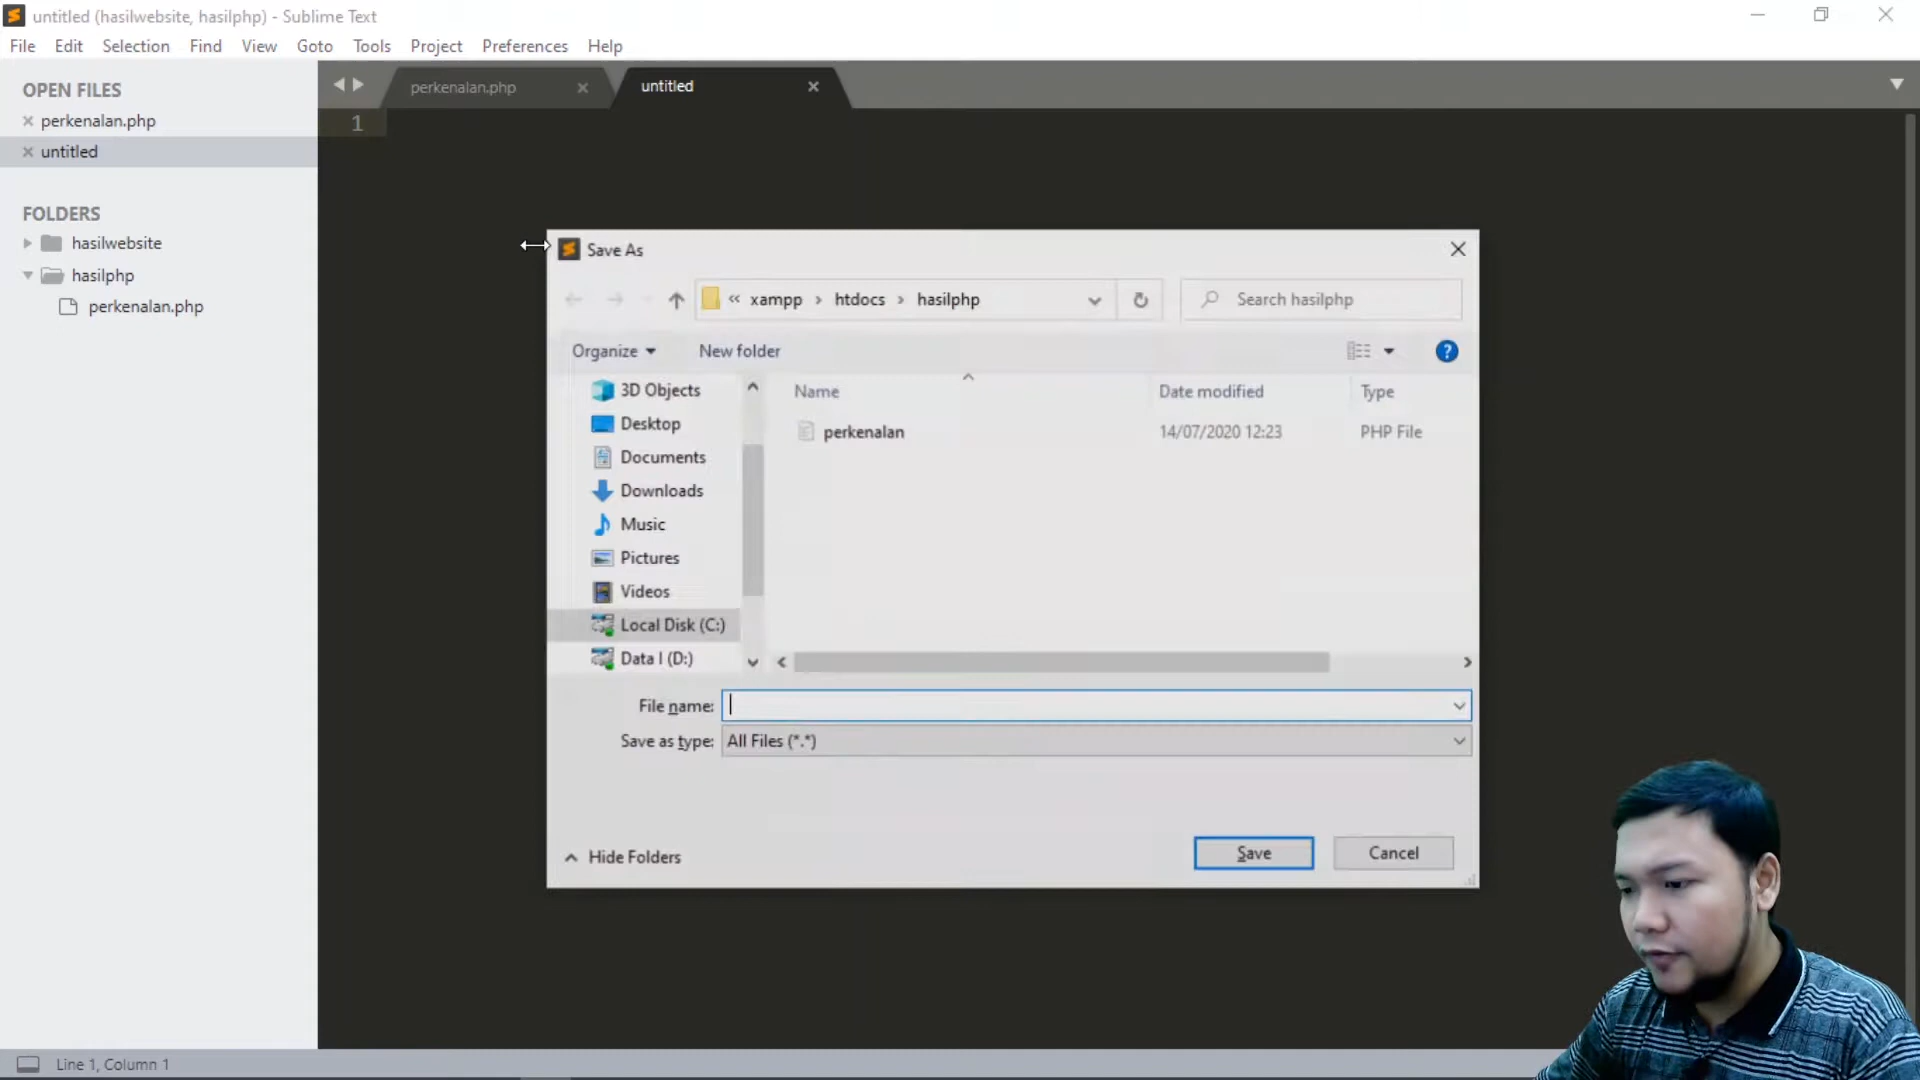 untitled (hasilwebsite, hasilphp) - Sublime Text
File Edit Selection Find View Goto Tools Project Preferences Help
OPEN FILES
perkenalan.php
untitled
FOLDERS
hasilwebsite
hasilphp
perkenalan.php
perkenalan.php
untitled
1
Save As
« xampp › htdocs › hasilphp
Search hasilphp
Organize
New folder
?
3D Objects
Desktop
Documents
Downloads
Music
Pictures
Videos
Local Disk (C:)
Data I (D:)
Name Date modified Type
perkenalan 14/07/2020 12:23 PHP File
File name:
Save as type: All Files (*.*)
Hide Folders
Save
Cancel
Line 1, Column 1